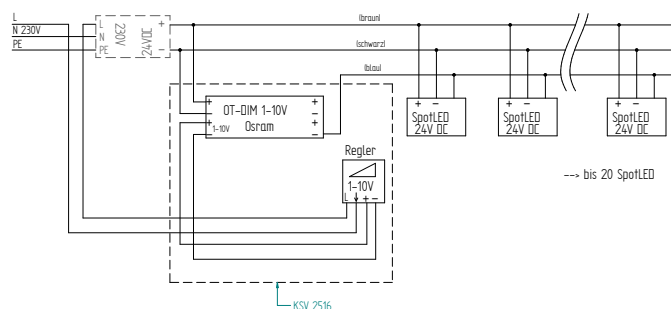 L
N 230V
PE
L
N
PE
230V
24VDC
+
-
(braun)
(schwarz)
(blau)
+
-
+
1-10V
-
OT-DIM 1-10V
Osram
+
-
+
-
Regler
1-10V
L
+
-
+ -
SpotLED
24V DC
+ -
SpotLED
24V DC
+ -
SpotLED
24V DC
--> bis 20 SpotLED
KSV 2516